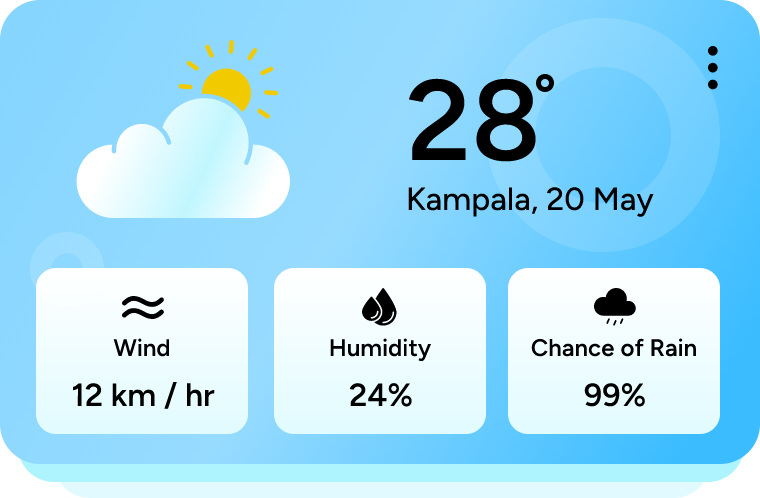 28°
Kampala, 20 May
Wind
12 km / hr
Humidity
24%
Chance of Rain
99%